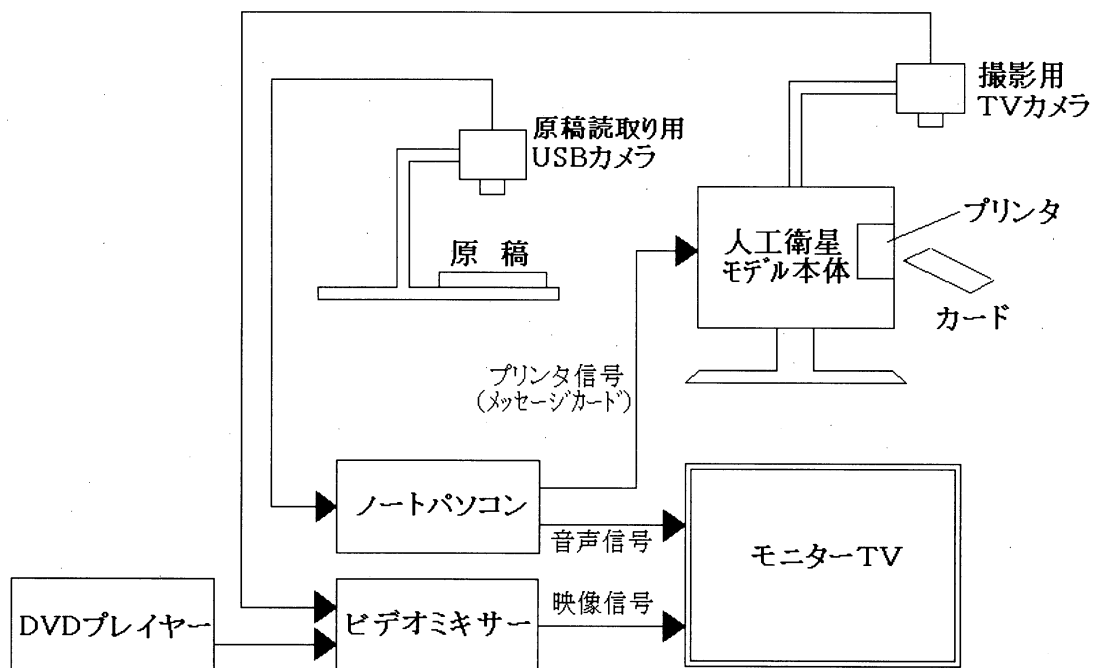 撮影用
TVカメラ
原稿読取り用
USBカメラ
プリンタ
人工衛星
モデル本体
原 稿
カード
プリンタ信号
(メッセージカード)
ノートパソコン
音声信号
モニターTV
映像信号
DVDプレイヤー
ビデオミキサー